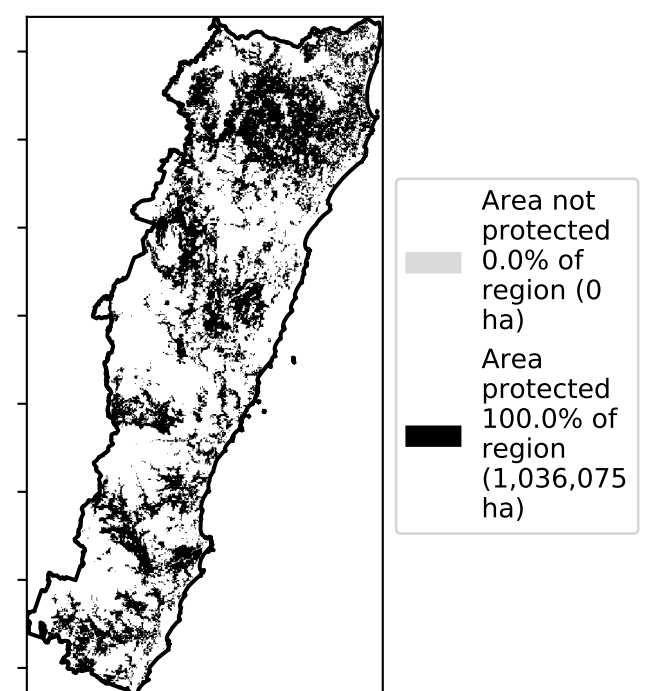 Area not
protected
0.0% of
region (0
ha)
Area
protected
100.0% of
region
(1,036,075
ha)